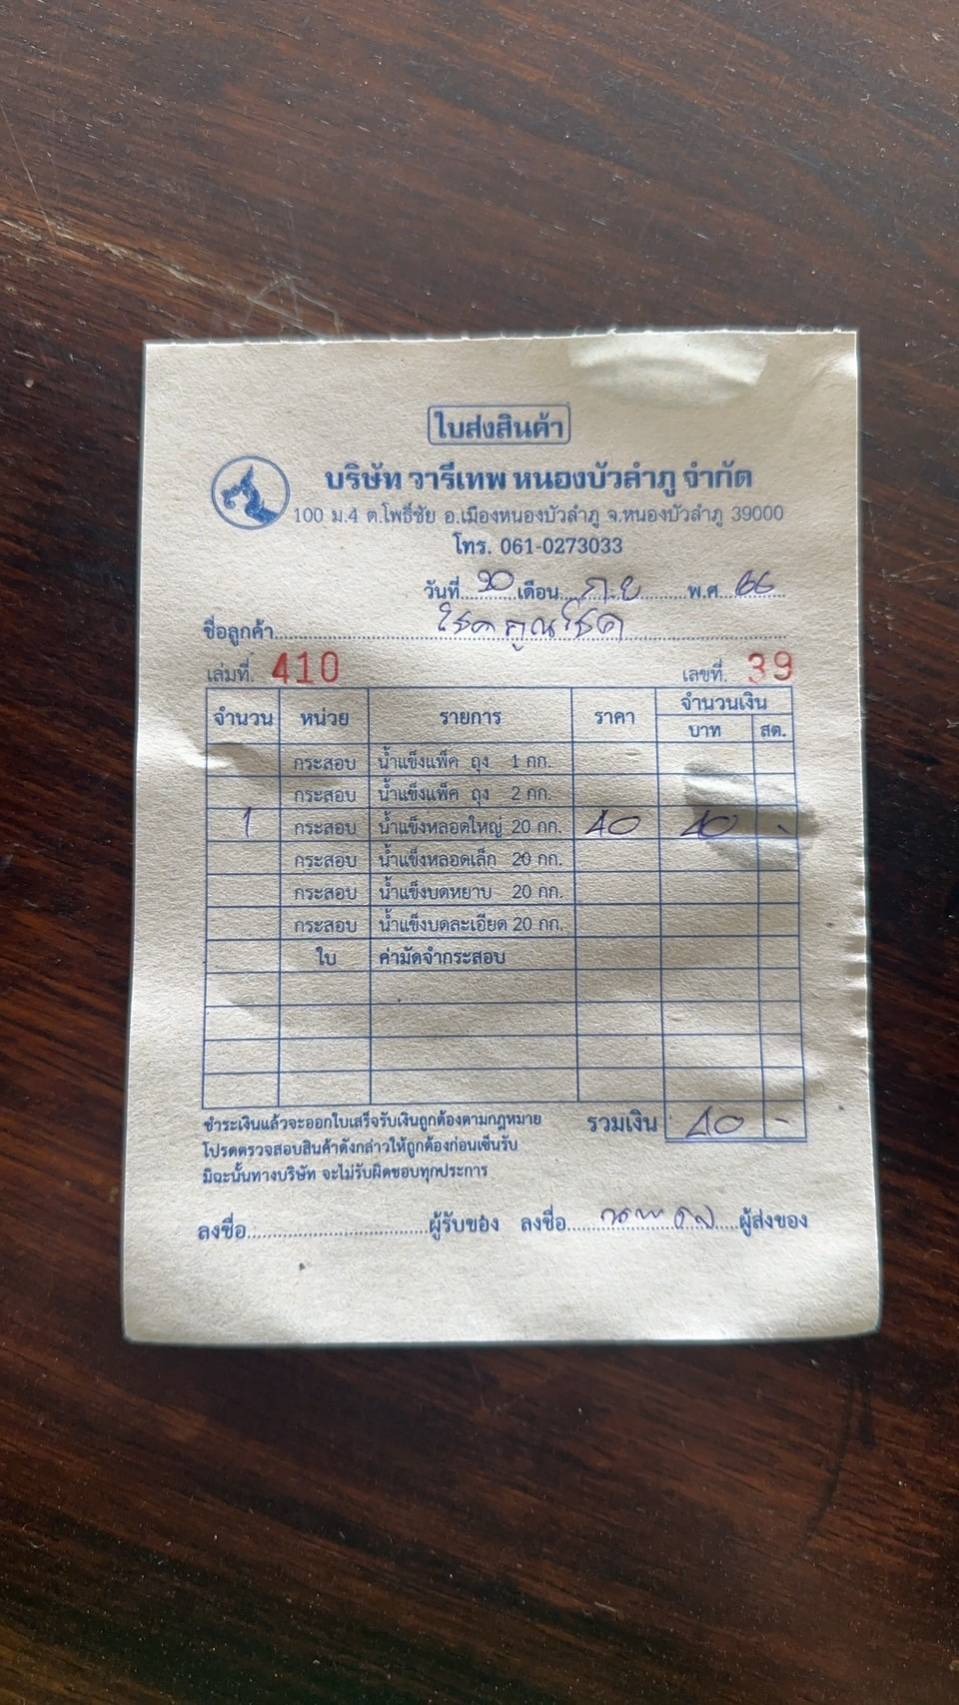 ใบส่งสินค้า
บริษัท วารีเทพ หนองบัวลำภู จำกัด
100 ม.4 ต.โพธิ์ชัย อ.เมืองหนองบัวลำภู จ.หนองบัวลำภู 39000
โทร. 061-0273033
วันที่ 20 เดือน ก.ย พ.ศ. 66
ชื่อลูกค้า โชคคูณโชค
เล่มที่. 410 เลขที่. 39
จำนวน หน่วย รายการ ราคา จำนวนเงิน
บาท สต.
กระสอบ น้ำแข็งแพ็ค ถุง 1 กก.
กระสอบ น้ำแข็งแพ็ค ถุง 2 กก.
1 กระสอบ น้ำแข็งหลอดใหญ่ 20 กก. 40 40 -
กระสอบ น้ำแข็งหลอดเล็ก 20 กก.
กระสอบ น้ำแข็งบดหยาบ 20 กก.
กระสอบ น้ำแข็งบดละเอียด 20 กก.
ใบ ค่ามัดจำกระสอบ
ชำระเงินแล้วจะออกใบเสร็จรับเงินถูกต้องตามกฎหมาย รวมเงิน 40 -
โปรดตรวจสอบสินค้าดังกล่าวให้ถูกต้องก่อนเซ็นรับ
มิฉะนั้นทางบริษัท จะไม่รับผิดชอบทุกประการ
ลงชื่อ ผู้รับของ ลงชื่อ ผู้ส่งของ